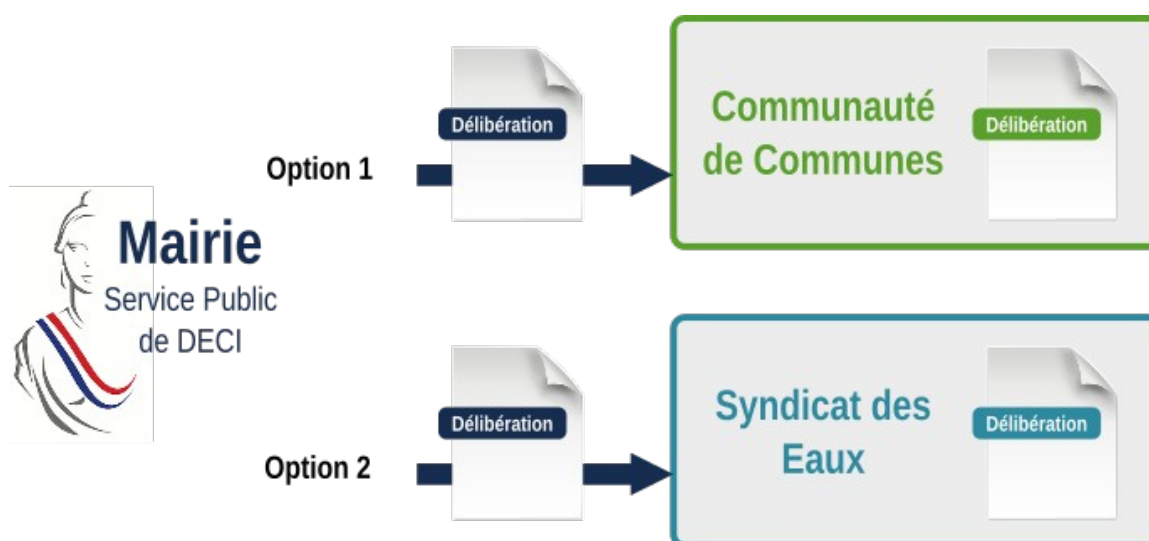 Délibération
Communauté
de Communes
Délibération
Option 1
Mairie
Service Public
de DECI
Délibération
Syndicat des
Eaux
Délibération
Option 2